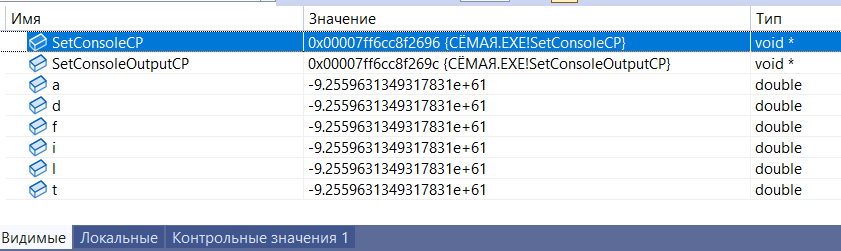 Имя Значение Тип
SetConsoleCP 0x00007ff6cc8f2696 {СЁМАЯ.EXE!SetConsoleCP} void *
SetConsoleOutputCP 0x00007ff6cc8f269c {СЁМАЯ.EXE!SetConsoleOutputCP} void *
a -9.2559631349317831e+61 double
d -9.2559631349317831e+61 double
f -9.2559631349317831e+61 double
i -9.2559631349317831e+61 double
l -9.2559631349317831e+61 double
t -9.2559631349317831e+61 double
Видимые Локальные Контрольные значения 1